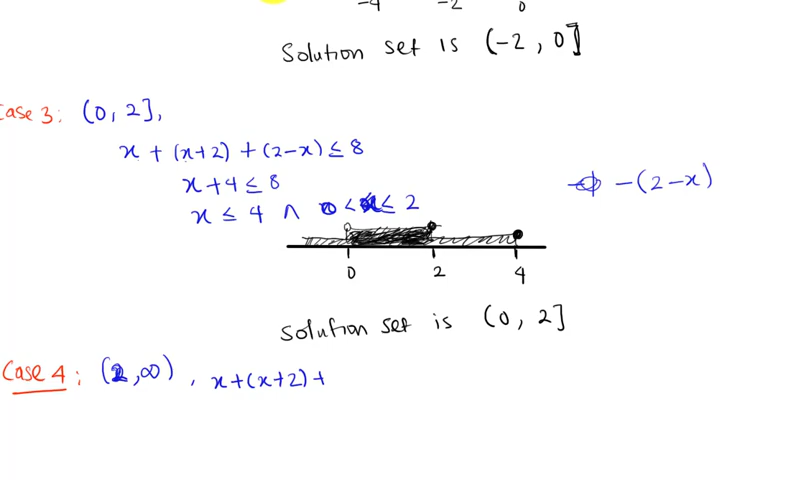 -4 -2 0
Solution set is (-2, 0]
Case 3: (0, 2],
x + (x+2) + (2-x) ≤ 8
x + 4 ≤ 8
-(2-x)
x ≤ 4 ∧ 0 < x ≤ 2
0 2 4
Solution set is (0, 2]
Case 4: (2, ∞), x+(x+2)+